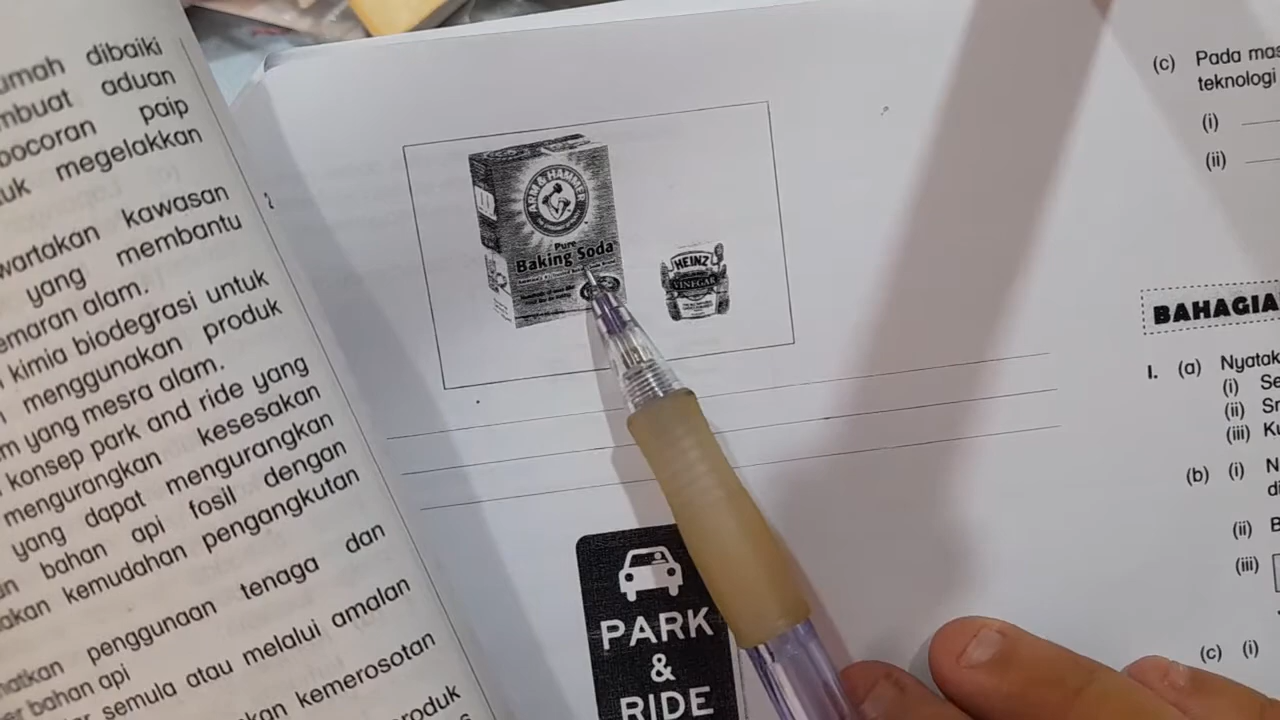 umah dibaiki
mbuat aduan
bocoran paip
uk megelakkan
wartakan kawasan
yang membantu
emaran alam.
kimia biodegrasi untuk
menggunakan produk
m yang mesra alam.
konsep park and ride yang
mengurangkan kesesakan
yang dapat mengurangkan
n bahan api fosil dengan
akan kemudahan pengangkutan
natkan penggunaan tenaga dan
er bahan api
semula atau melalui amalan
kan kemerosotan
roduk
ARM & HAMMER
Pure
Baking Soda
HEINZ
VINEGAR
PARK
&
RIDE
(c) Pada mas
teknologi
(i)
(ii)
BAHAGIA
1. (a) Nyatak
(i) Se
(ii) Sr
(iii) Ku
(b) (i) N
di
(ii) B
(iii)
(c) (i)